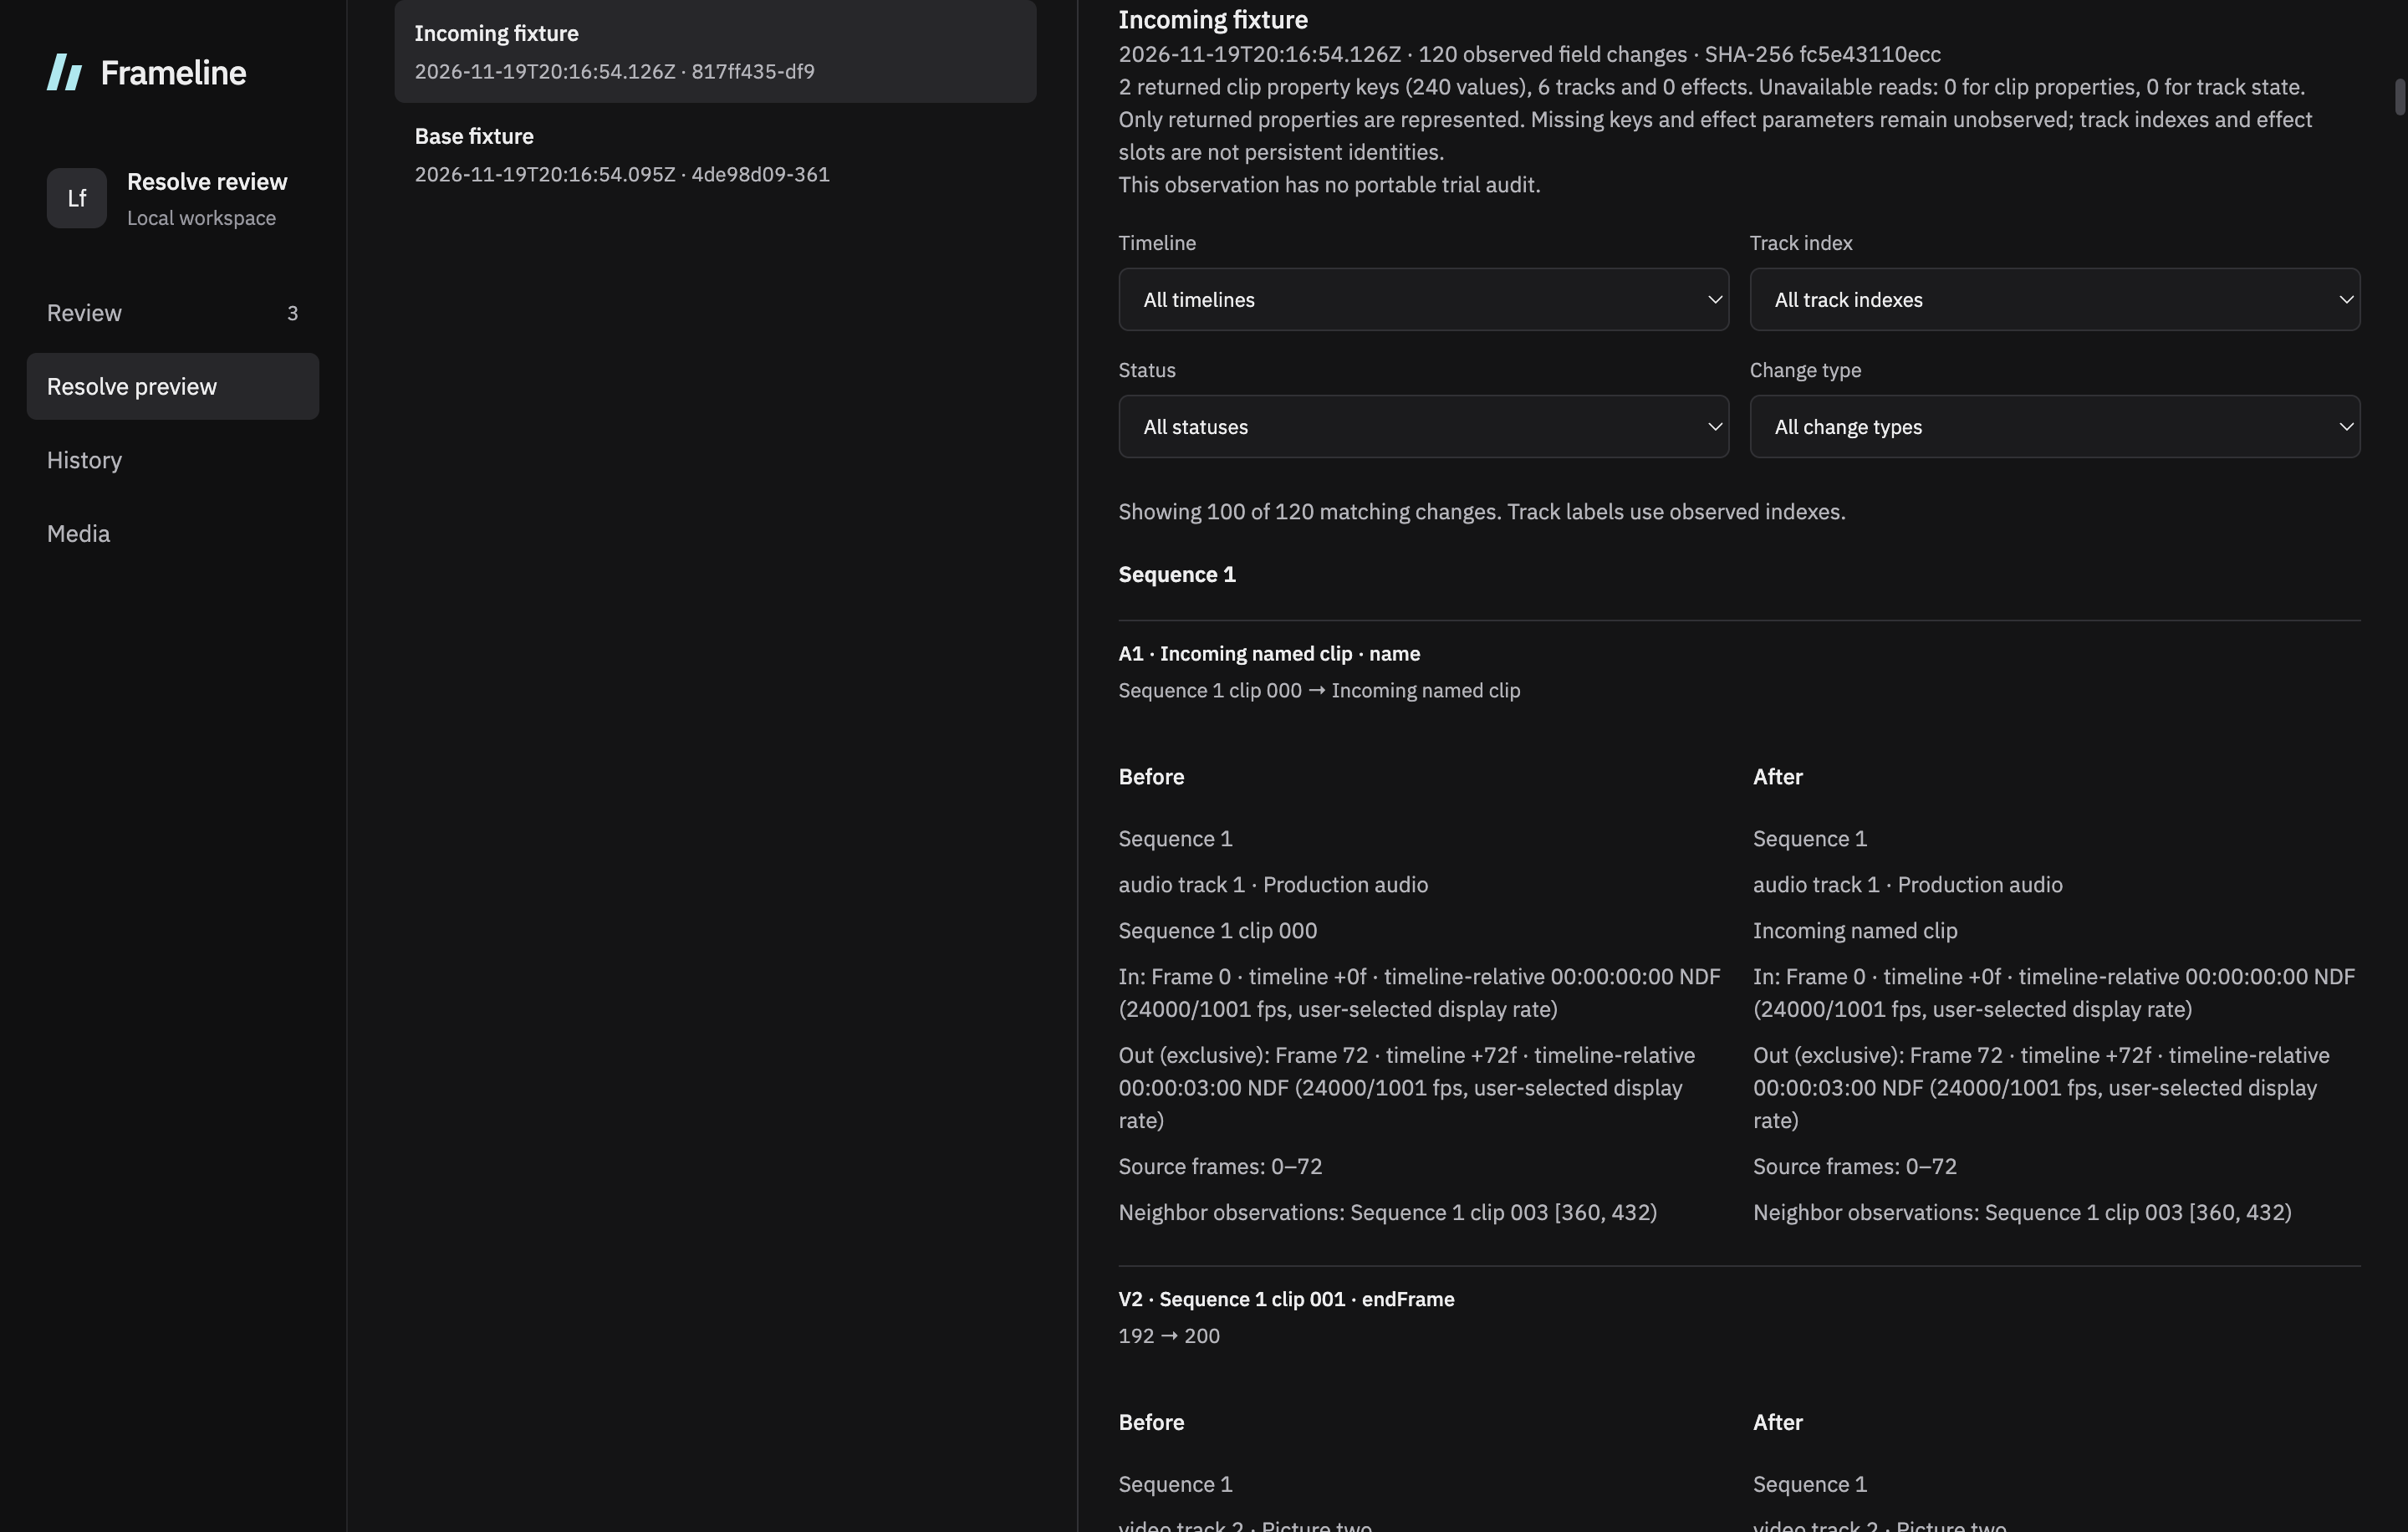 Frameline
Lf
Resolve review
Local workspace
Review 3
Resolve preview
History
Media
Incoming fixture
2026-11-19T20:16:54.126Z · 817ff435-df9
Base fixture
2026-11-19T20:16:54.095Z · 4de98d09-361
Incoming fixture
2026-11-19T20:16:54.126Z · 120 observed field changes · SHA-256 fc5e43110ecc
2 returned clip property keys (240 values), 6 tracks and 0 effects. Unavailable reads: 0 for clip properties, 0 for track state.
Only returned properties are represented. Missing keys and effect parameters remain unobserved; track indexes and effect
slots are not persistent identities.
This observation has no portable trial audit.
Timeline
All timelines
Track index
All track indexes
Status
All statuses
Change type
All change types
Showing 100 of 120 matching changes. Track labels use observed indexes.
Sequence 1
A1 · Incoming named clip · name
Sequence 1 clip 000 → Incoming named clip
Before
Sequence 1
audio track 1 · Production audio
Sequence 1 clip 000
In: Frame 0 · timeline +0f · timeline-relative 00:00:00:00 NDF
(24000/1001 fps, user-selected display rate)
Out (exclusive): Frame 72 · timeline +72f · timeline-relative
00:00:03:00 NDF (24000/1001 fps, user-selected display
rate)
Source frames: 0–72
Neighbor observations: Sequence 1 clip 003 [360, 432)
After
Sequence 1
audio track 1 · Production audio
Incoming named clip
In: Frame 0 · timeline +0f · timeline-relative 00:00:00:00 NDF
(24000/1001 fps, user-selected display rate)
Out (exclusive): Frame 72 · timeline +72f · timeline-relative
00:00:03:00 NDF (24000/1001 fps, user-selected display
rate)
Source frames: 0–72
Neighbor observations: Sequence 1 clip 003 [360, 432)
V2 · Sequence 1 clip 001 · endFrame
192 → 200
Before
Sequence 1
video track 2 · Picture two
After
Sequence 1
video track 2 · Picture two